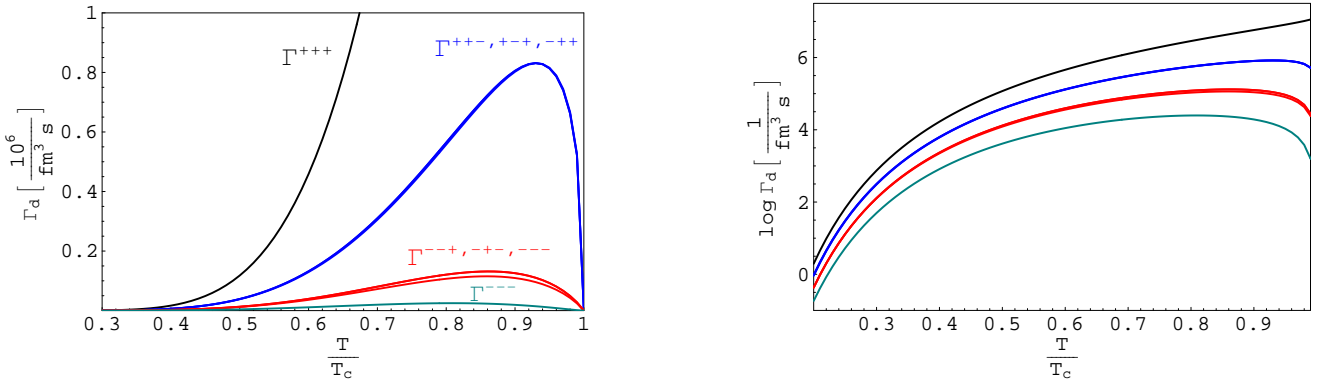 1
0.8
0.6
0.4
0.2
Γd [ 10^6 / fm^3 s ]
Γ^+++
Γ^++-,+-+,-++
Γ^--+,-+-,---
Γ^---
0.3 0.4 0.5 0.6 0.7 0.8 0.9 1
T
Tc
6
4
2
0
log Γd [ 1 / fm^3 s ]
0.3 0.4 0.5 0.6 0.7 0.8 0.9
T
Tc